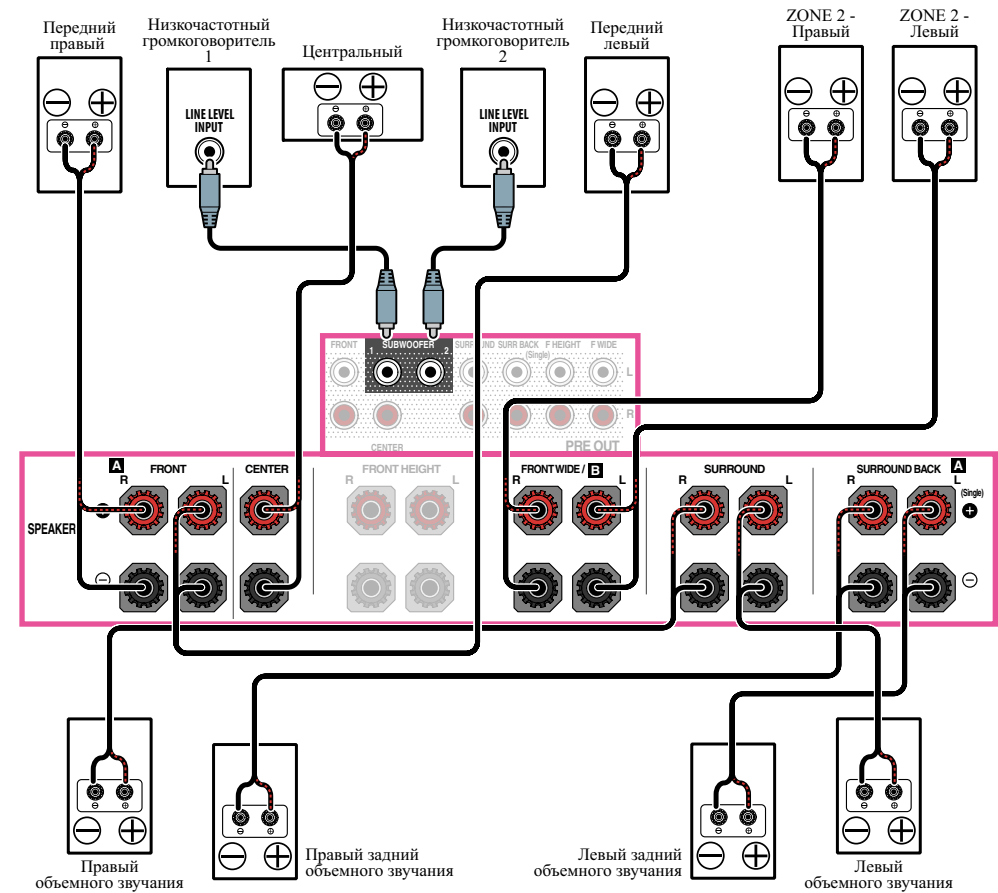 Передний
правый
Низкочастотный
громкоговоритель
1
Центральный
Низкочастотный
громкоговоритель
2
Передний
левый
ZONE 2 -
Правый
ZONE 2 -
Левый
LINE LEVEL
INPUT
LINE LEVEL
INPUT
FRONT
SUBWOOFER
1
2
SURROUND
SURR BACK
(Single)
F HEIGHT
F WIDE
L
R
CENTER
PRE OUT
SPEAKER
A
FRONT
R
L
CENTER
FRONT HEIGHT
R
L
FRONT WIDE / B
R
L
SURROUND
R
L
SURROUND BACK
A
R
L
(Single)
Правый
объемного звучания
Правый задний
объемного звучания
Левый задний
объемного звучания
Левый
объемного звучания